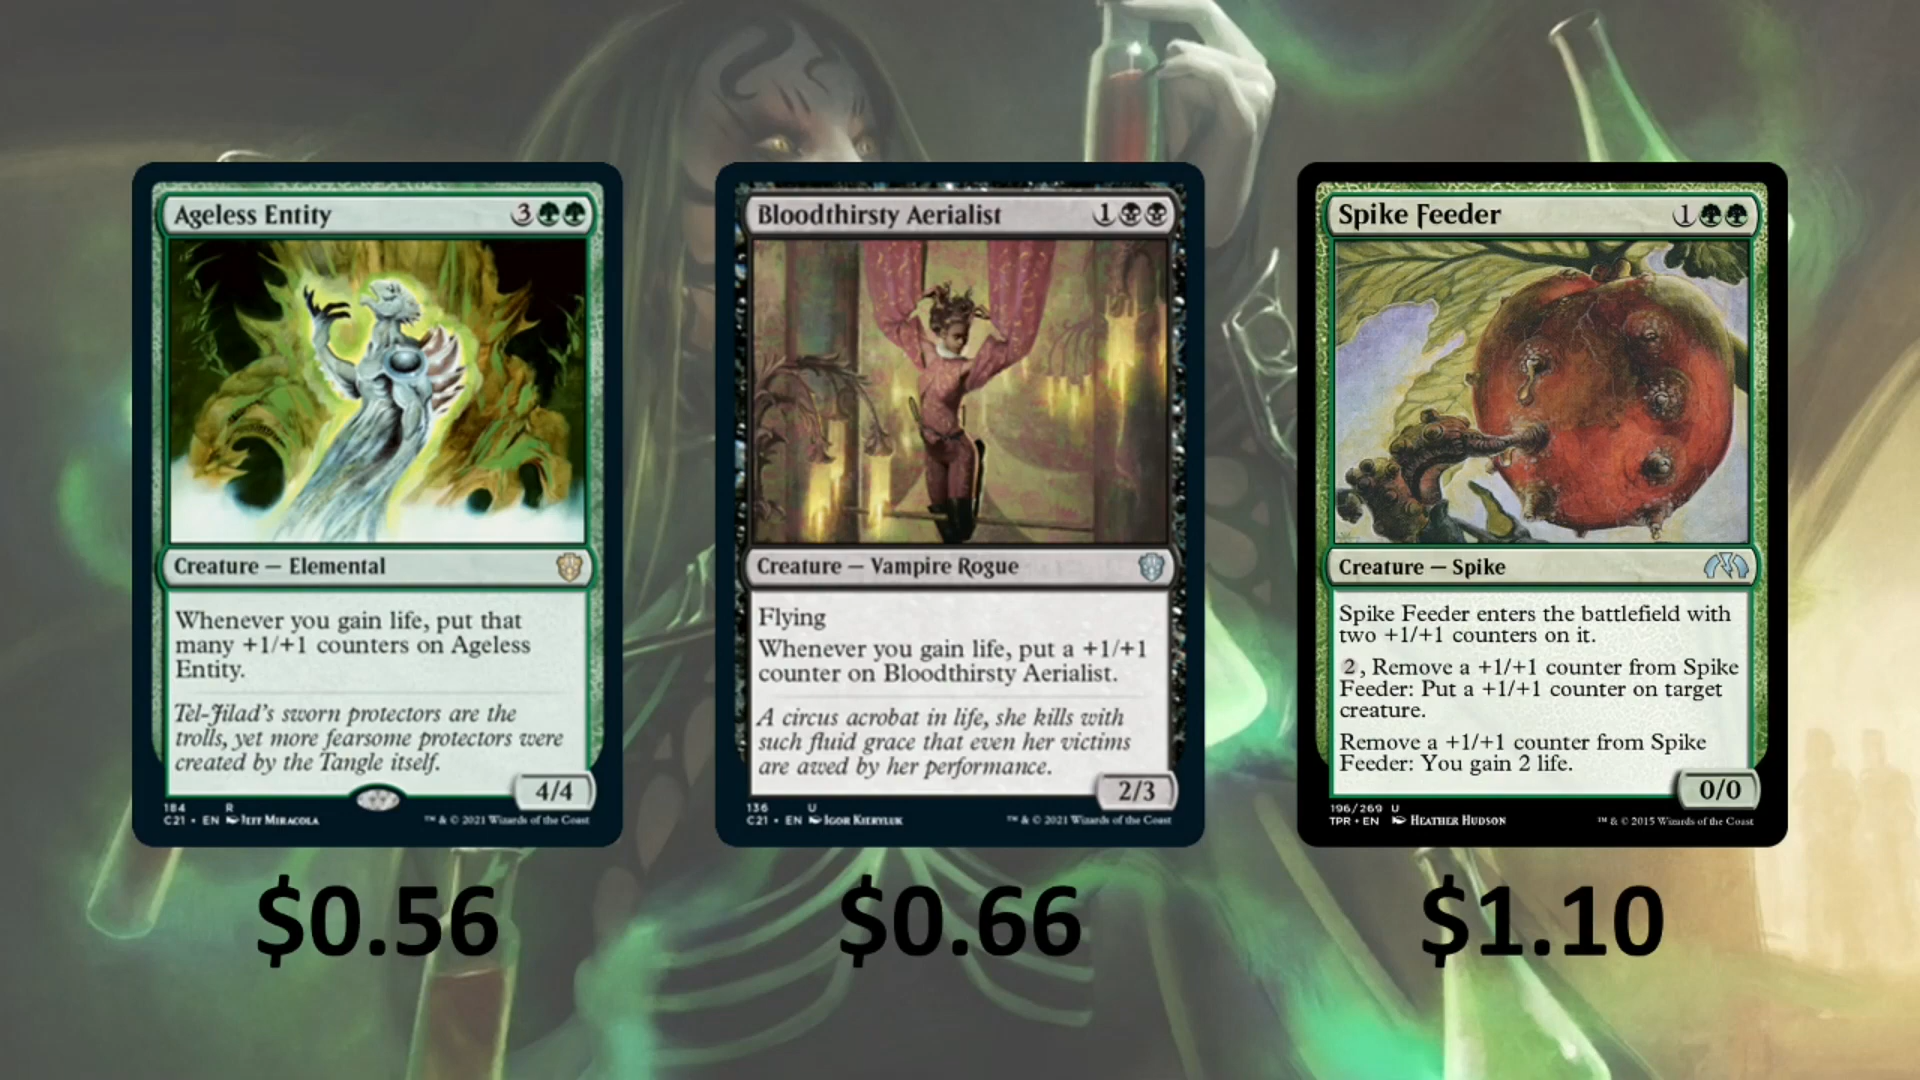 Ageless Entity 3
Creature — Elemental
Whenever you gain life, put that
many +1/+1 counters on Ageless
Entity.
Tel-Jilad's sworn protectors are the
trolls, yet more fearsome protectors were
created by the Tangle itself.
4/4
184 R
C21 • EN Jeff Miracola ™ & © 2021 Wizards of the Coast
$0.56
Bloodthirsty Aerialist 1
Creature — Vampire Rogue
Flying
Whenever you gain life, put a +1/+1
counter on Bloodthirsty Aerialist.
A circus acrobat in life, she kills with
such fluid grace that even her victims
are awed by her performance.
2/3
136 U
C21 • EN Igor Kieryluk ™ & © 2021 Wizards of the Coast
$0.66
Spike Feeder 1
Creature — Spike
Spike Feeder enters the battlefield with
two +1/+1 counters on it.
2, Remove a +1/+1 counter from Spike
Feeder: Put a +1/+1 counter on target
creature.
Remove a +1/+1 counter from Spike
Feeder: You gain 2 life.
0/0
196/269 U
TPR • EN Heather Hudson ™ & © 2015 Wizards of the Coast
$1.10